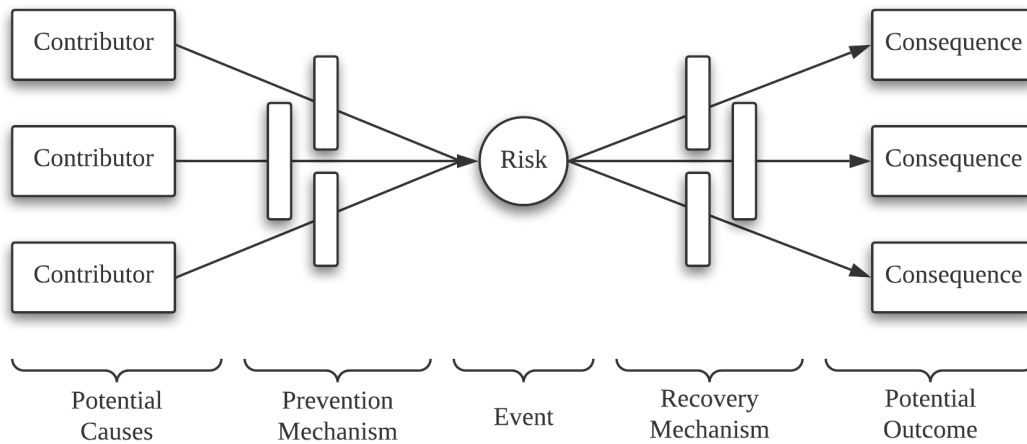 Contributor
Consequence
Contributor
Risk
Consequence
Contributor
Consequence
Potential
Causes
Prevention
Mechanism
Event
Recovery
Mechanism
Potential
Outcome